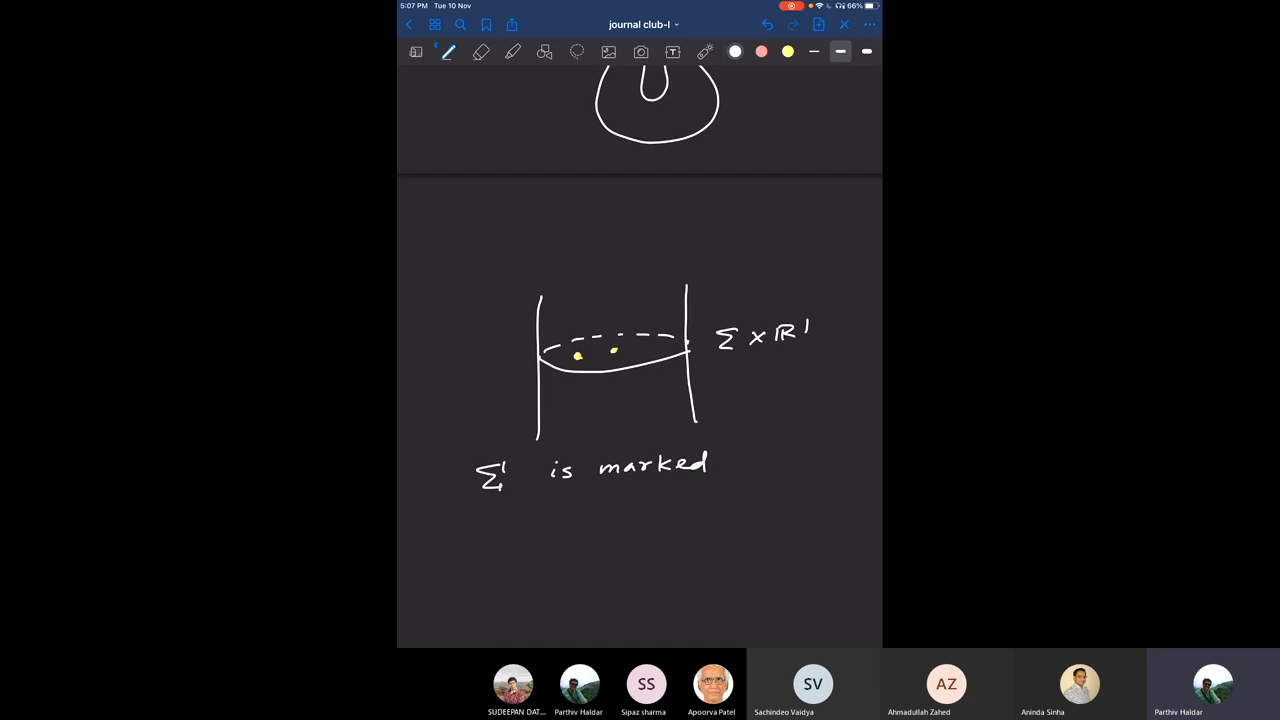 5:07 PM Tue 10 Nov
66%
journal club-I
T
Σ × ℝ¹
Σ is marked
SS
SV
AZ
SUDEEPAN DAT... Parthiv Haldar Sipaz sharma Apoorva Patel Sachindeo Vaidya Ahmadullah Zahed Aninda Sinha Parthiv Haldar